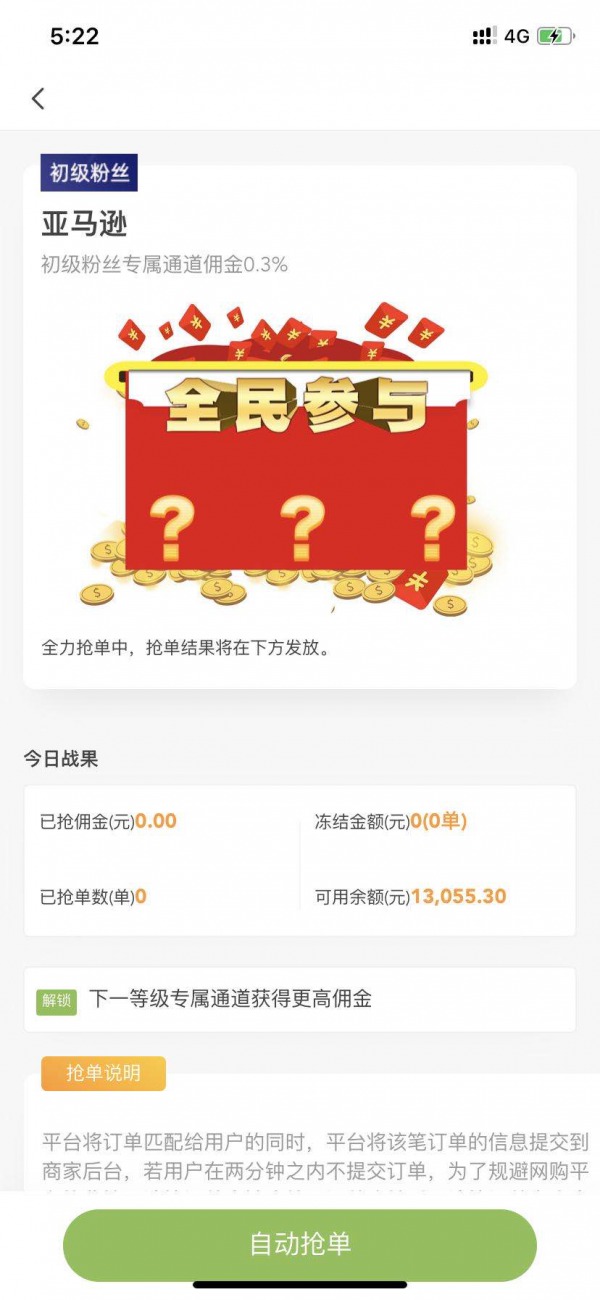 5:22
4G
初级粉丝
亚马逊
初级粉丝专属通道佣金0.3%
全民参与
? ? ?
全力抢单中，抢单结果将在下方发放。
今日战果
已抢佣金(元)0.00
冻结金额(元)0(0单)
已抢单数(单)0
可用余额(元)13,055.30
解锁 下一等级专属通道获得更高佣金
抢单说明
平台将订单匹配给用户的同时，平台将该笔订单的信息提交到
商家后台，若用户在两分钟之内不提交订单，为了规避网购平
自动抢单